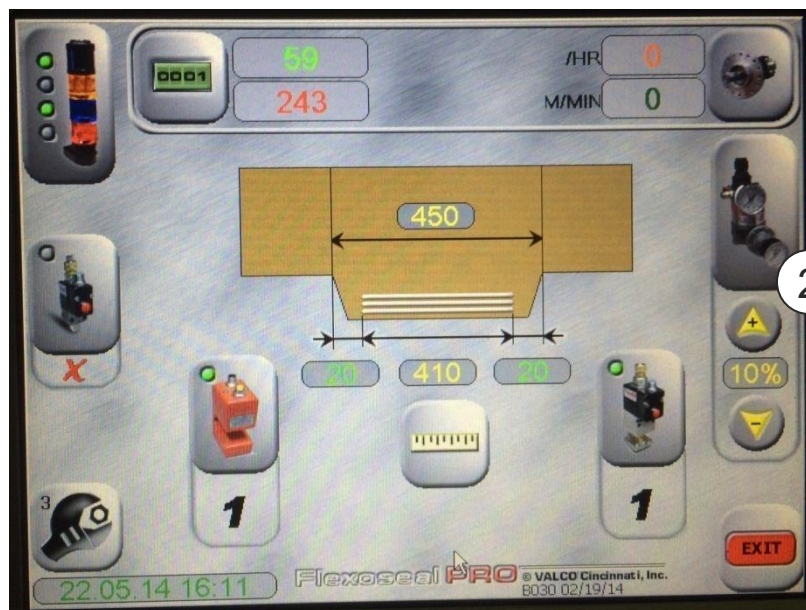 59
243
0001
/HR 0
M/MIN 0
450
2
20 410 20
10%
X
1
1
3
EXIT
22.05.14 16:11
Flexoseal PRO © VALCO Cincinnati, Inc.
B030 02/19/14